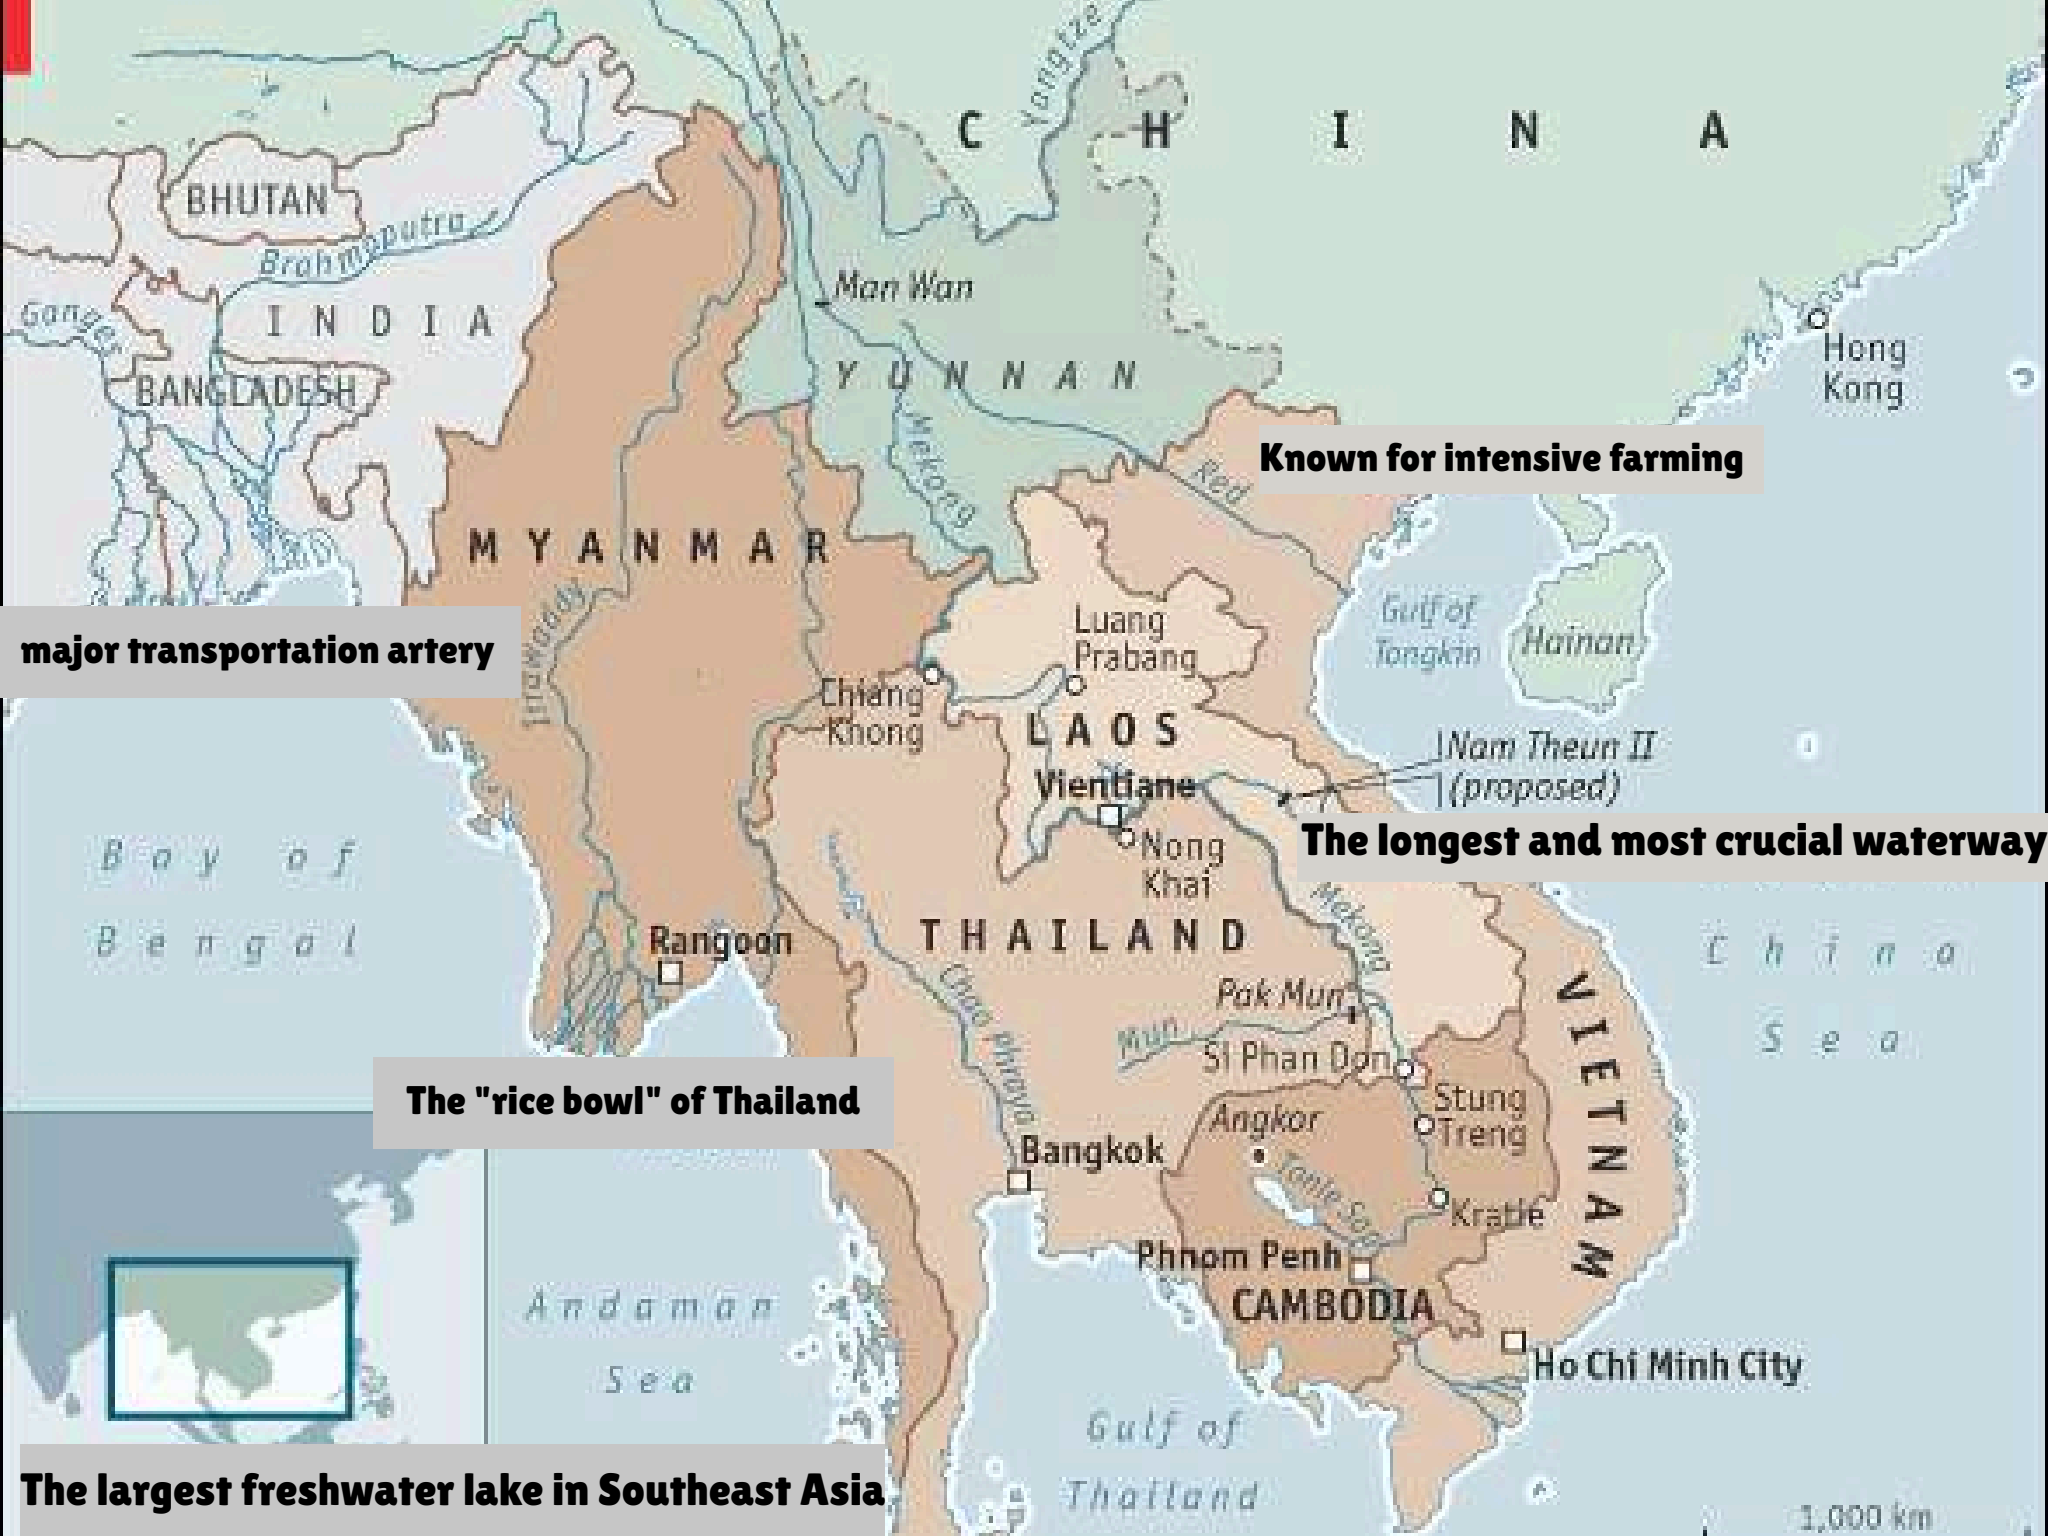 Yangtze
C H I N A
BHUTAN
Brahmaputra
Man Wan
Ganges
I N D I A
Hong
Kong
BANGLADESH
Y U N N A N
Mekong
Known for intensive farming
Red
M Y A N M A R
Irrawaddy
Gulf of
Tongkin
Hainan
Luang
Prabang
major transportation artery
Chiang
Khong
L A O S
Nam Theun II
(proposed)
Vientiane
The longest and most crucial waterway
Nong
Khai
Bay of
Bengal
Mekong
Rangoon
T H A I L A N D
China
Sea
Chao Phraya
Pak Mun
Mun
Si Phan Don
V I E T N A M
The "rice bowl" of Thailand
Stung
Treng
Angkor
Bangkok
Tonle Sap
Kratie
Phnom Penh
CAMBODIA
Andaman
Sea
Ho Chi Minh City
Gulf of
Thailand
The largest freshwater lake in Southeast Asia
1,000 km